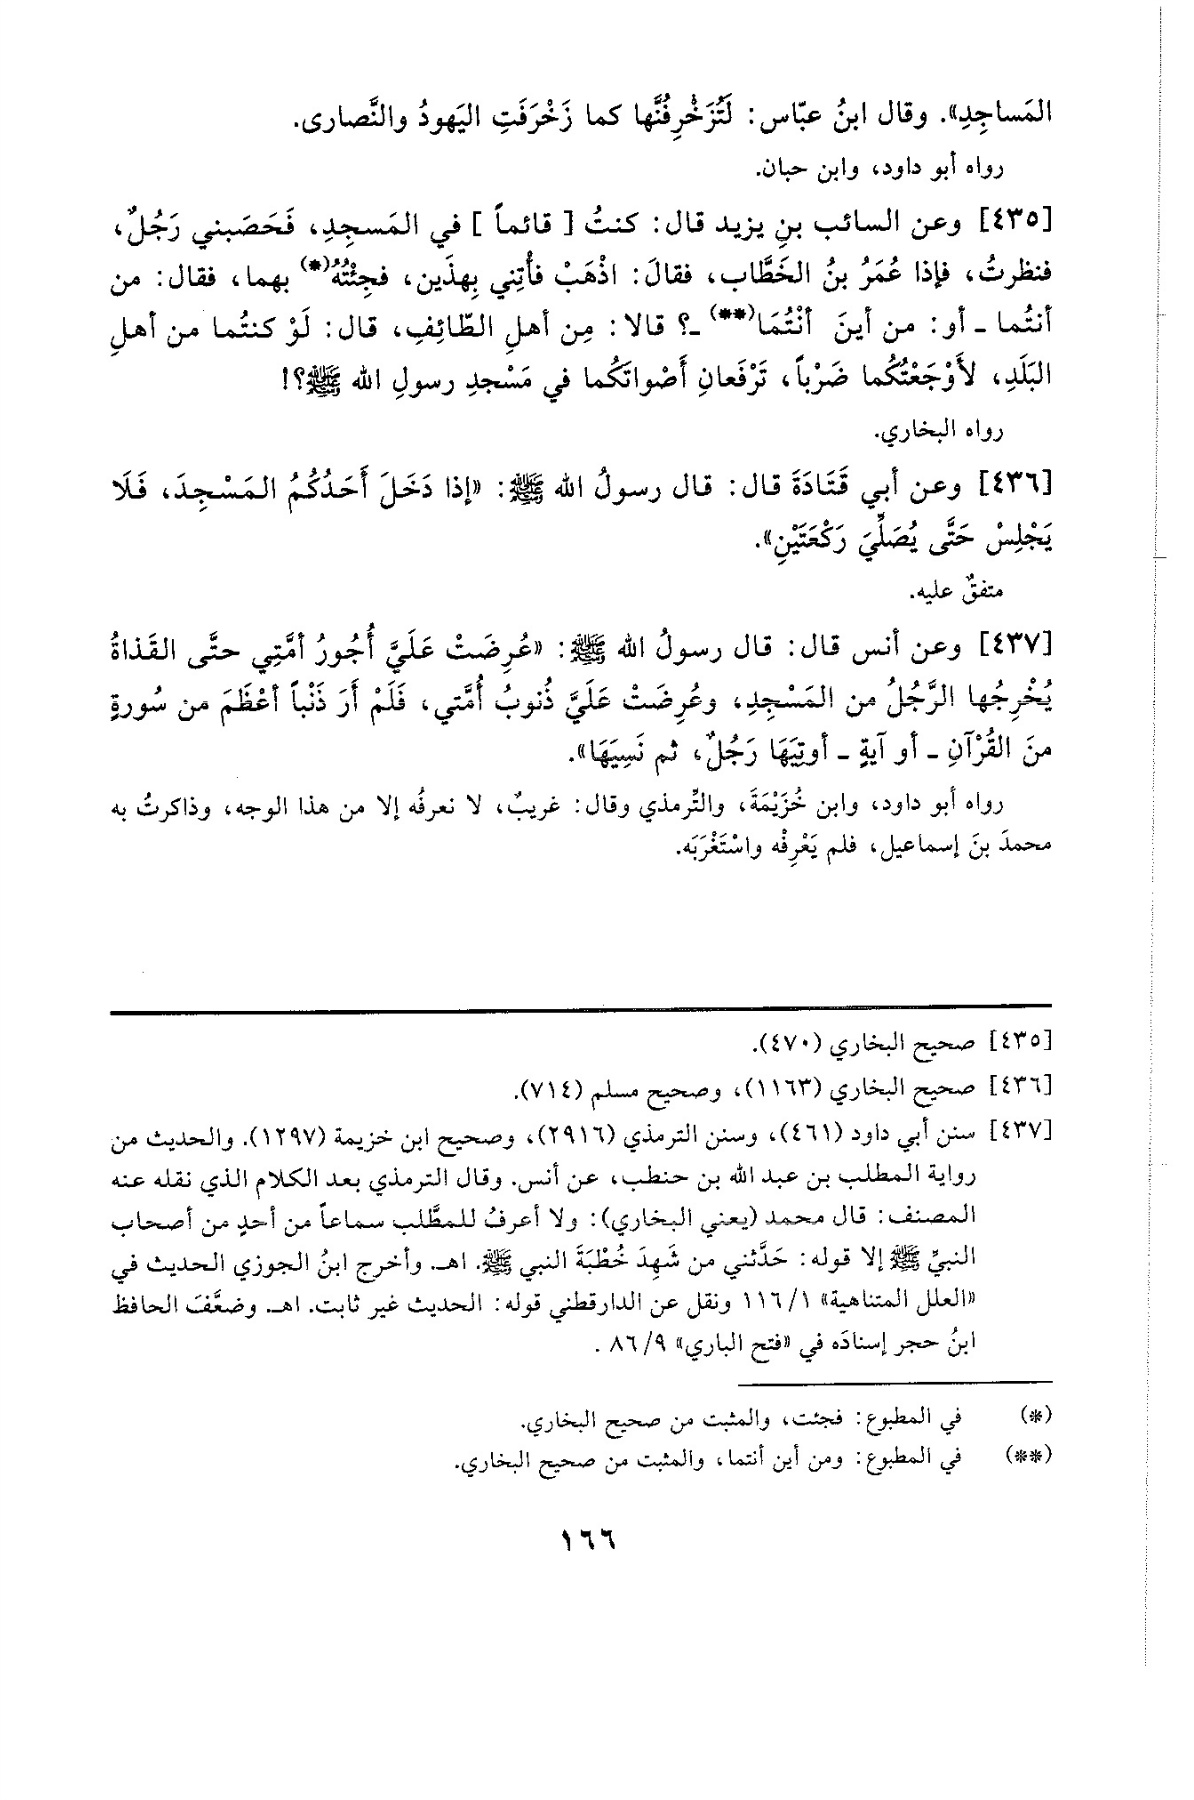 المَساجِدِ». وقال ابنُ عبّاس: لَتُزَخْرِفُنَّها كما زَخْرَفَتِ اليَهودُ والنَّصارى.
رواه أبو داود، وابن حبان.
[٤٣٥] وعن السائب بنِ يزيد قال: كنتُ [ قائماً ] في المَسجِدِ، فَحَصَبني رَجُلٌ،
فنظرتُ، فإذا عُمَرُ بنُ الخَطَّاب، فقالَ: اذْهَبْ فأْتِني بِهذَين، فجِئْتُهُ(*) بهما، فقال: من
أنتُما ـ أو: من أينَ أنْتُمَا(**) ـ؟ قالا: مِن أهلِ الطّائِفِ، قال: لَوْ كنتُما من أهلِ
البَلَدِ، لأَوْجَعْتُكُما ضَرْباً، تَرْفَعانِ أَصْواتَكُما في مَسْجدِ رسولِ الله ﷺ؟!
رواه البخاري.
[٤٣٦] وعن أبي قَتَادَةَ قال: قال رسولُ الله ﷺ: «إذا دَخَلَ أَحَدُكُمُ المَسْجِدَ، فَلَا
يَجْلِسْ حَتَّى يُصَلِّيَ رَكْعَتَيْنِ».
متفقٌ عليه.
[٤٣٧] وعن أنس قال: قال رسولُ الله ﷺ: «عُرِضَتْ عَلَيَّ أُجُورُ أمَّتِي حتَّى القَذاةُ
يُخْرِجُها الرَّجُلُ من المَسْجِدِ، وعُرِضَتْ عَلَيَّ ذُنوبُ أُمَّتي، فَلَمْ أَرَ ذَنْباً أعْظَمَ من سُورةٍ
منَ القُرْآنِ ـ أو آيةٍ ـ أوتِيَهَا رَجُلٌ، ثم نَسِيَهَا».
رواه أبو داود، وابن خُزَيْمَةَ، والتِّرمذي وقال: غريبٌ، لا نعرفُه إلا من هذا الوجه، وذاكرتُ به
محمدَ بنَ إسماعيل، فلم يَعْرِفْه واسْتَغْرَبَه.
[٤٣٥] صحيح البخاري (٤٧٠).
[٤٣٦] صحيح البخاري (١١٦٣)، وصحيح مسلم (٧١٤).
[٤٣٧] سنن أبي داود (٤٦١)، وسنن الترمذي (٢٩١٦)، وصحيح ابن خزيمة (١٢٩٧). والحديث من
رواية المطلب بن عبد الله بن حنطب، عن أنس. وقال الترمذي بعد الكلام الذي نقله عنه
المصنف: قال محمد (يعني البخاري): ولا أعرفُ للمطَّلب سماعاً من أحدٍ من أصحاب
النبيِّ ﷺ إلا قوله: حَدَّثني من شَهِدَ خُطْبَةَ النبي ﷺ. اهـ. وأخرج ابنُ الجوزي الحديث في
«العلل المتناهية» ١/ ١١٦ ونقل عن الدارقطني قوله: الحديث غير ثابت. اهـ. وضعَّفَ الحافظ
ابنُ حجر إسنادَه في «فتح الباري» ٩/ ٨٦ .
(*) في المطبوع: فجئت، والمثبت من صحيح البخاري.
(**) في المطبوع: ومن أين أنتما، والمثبت من صحيح البخاري.
١٦٦